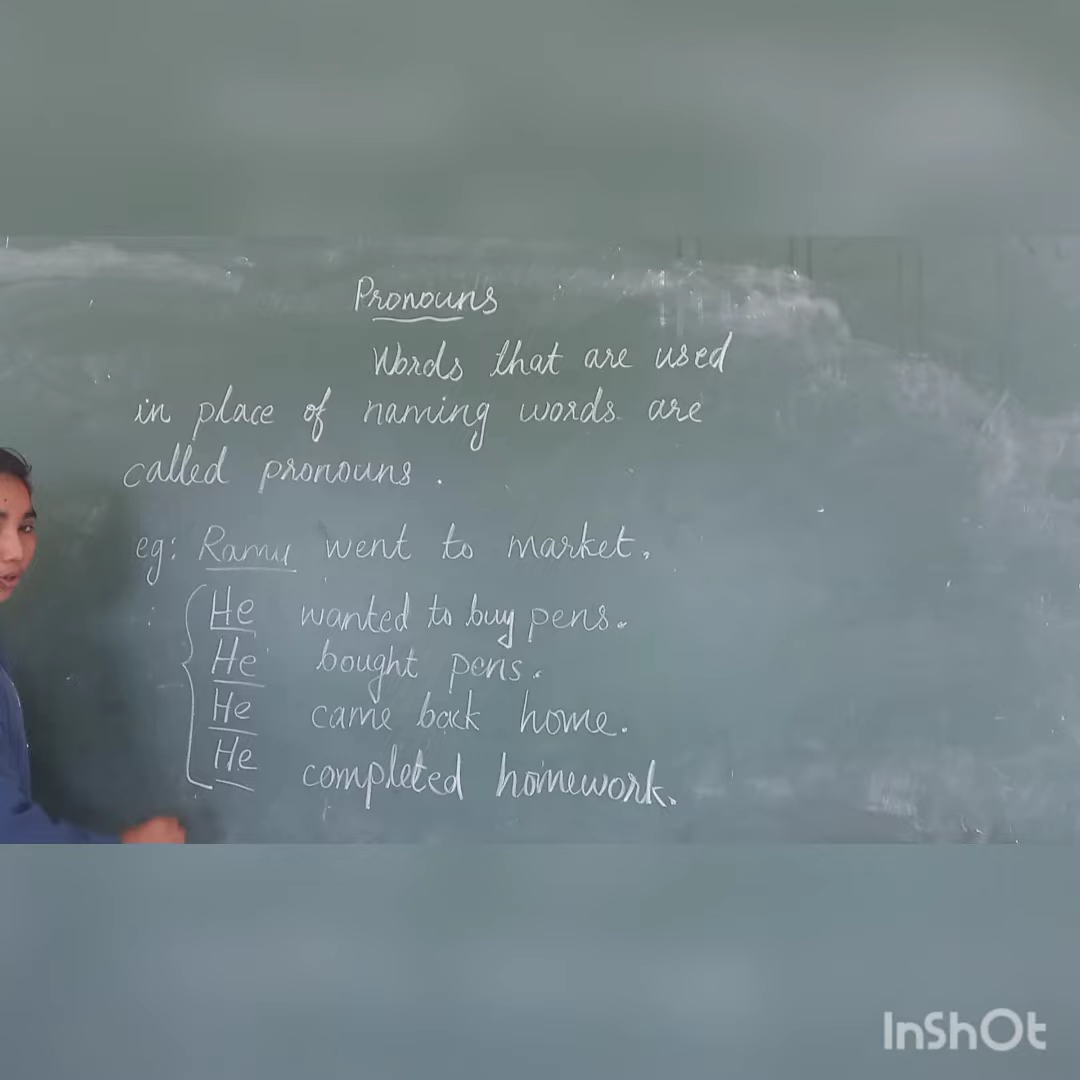 Pronouns
Words that are used
in place of naming words are
called pronouns.
eg: Ramu went to market.
He wanted to buy pens.
He bought pens.
He came back home.
He completed homework.
InShOt